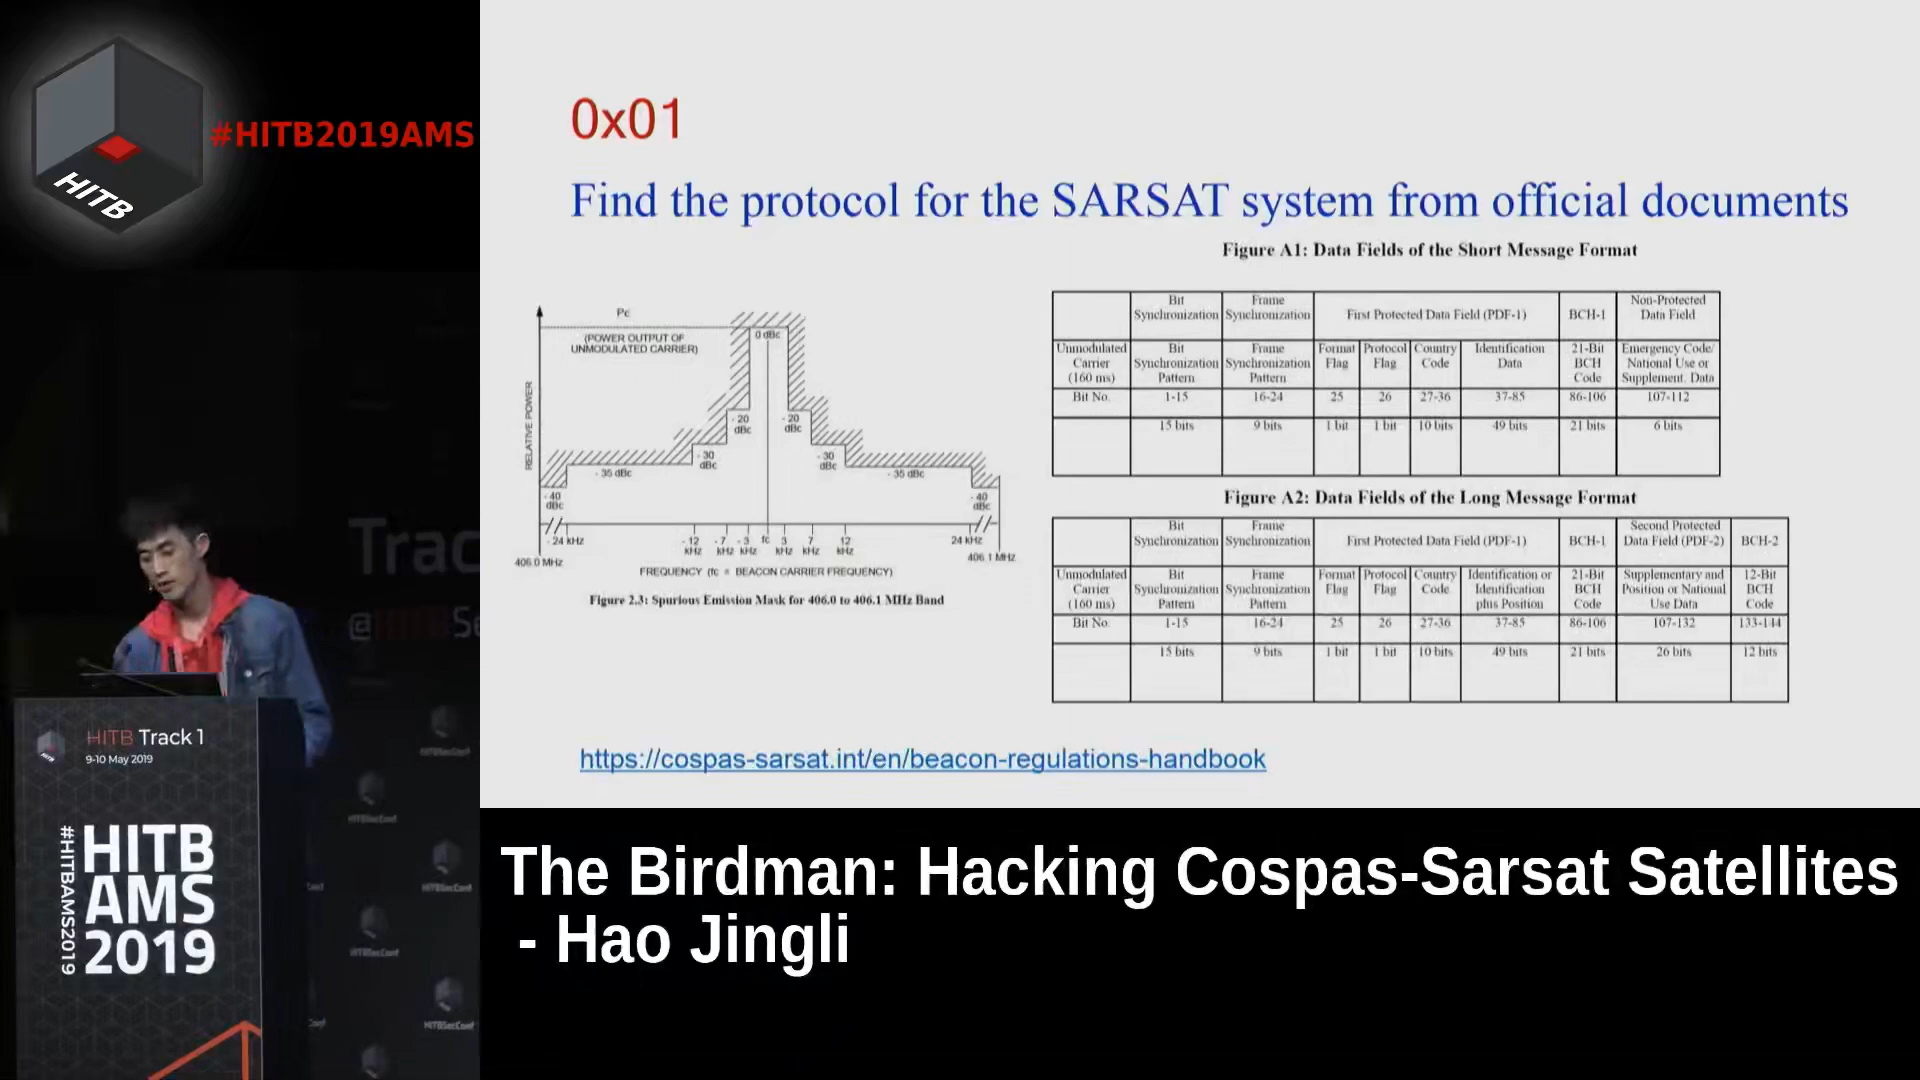 #HITB2019AMS
HITB
0x01
Find the protocol for the SARSAT system from official documents
Figure A1: Data Fields of the Short Message Format
Bit Synchronization
Frame Synchronization
First Protected Data Field (PDF-1)
BCH-1
Non-Protected Data Field
Unmodulated Carrier (160 ms)
Bit Synchronization Pattern
Frame Synchronization Pattern
Format Flag
Protocol Flag
Country Code
Identification Data
21-Bit BCH Code
Emergency Code/ National Use or Supplement. Data
Bit No.
1-15
16-24
25
26
27-36
37-85
86-106
107-112
15 bits
9 bits
1 bit
1 bit
10 bits
49 bits
21 bits
6 bits
Figure A2: Data Fields of the Long Message Format
Bit Synchronization
Frame Synchronization
First Protected Data Field (PDF-1)
BCH-1
Second Protected Data Field (PDF-2)
BCH-2
Unmodulated Carrier (160 ms)
Bit Synchronization Pattern
Frame Synchronization Pattern
Format Flag
Protocol Flag
Country Code
Identification or Identification plus Position
21-Bit BCH Code
Supplementary and Position or National Use Data
12-Bit BCH Code
Bit No.
1-15
16-24
25
26
27-36
37-85
86-106
107-132
133-144
15 bits
9 bits
1 bit
1 bit
10 bits
49 bits
21 bits
26 bits
12 bits
Pc
(POWER OUTPUT OF
UNMODULATED CARRIER)
0 dBc
RELATIVE POWER
- 20 dBc
- 20 dBc
- 30 dBc
- 30 dBc
- 35 dBc
- 35 dBc
- 40 dBc
- 40 dBc
- 24 kHz
- 12 kHz
- 7 kHz
- 3 kHz
fc
3 kHz
7 kHz
12 kHz
24 kHz
406.0 MHz
406.1 MHz
FREQUENCY (fc = BEACON CARRIER FREQUENCY)
Figure 2.3: Spurious Emission Mask for 406.0 to 406.1 MHz Band
https://cospas-sarsat.int/en/beacon-regulations-handbook
Trac
@
Se
HITB Track 1
9-10 May 2019
#HITBAMS2019
HITB
AMS
2019
HITBSecConf
HITBSecConf
HITBSecConf
HITBSecConf
HITBSecConf
The Birdman: Hacking Cospas-Sarsat Satellites
- Hao Jingli